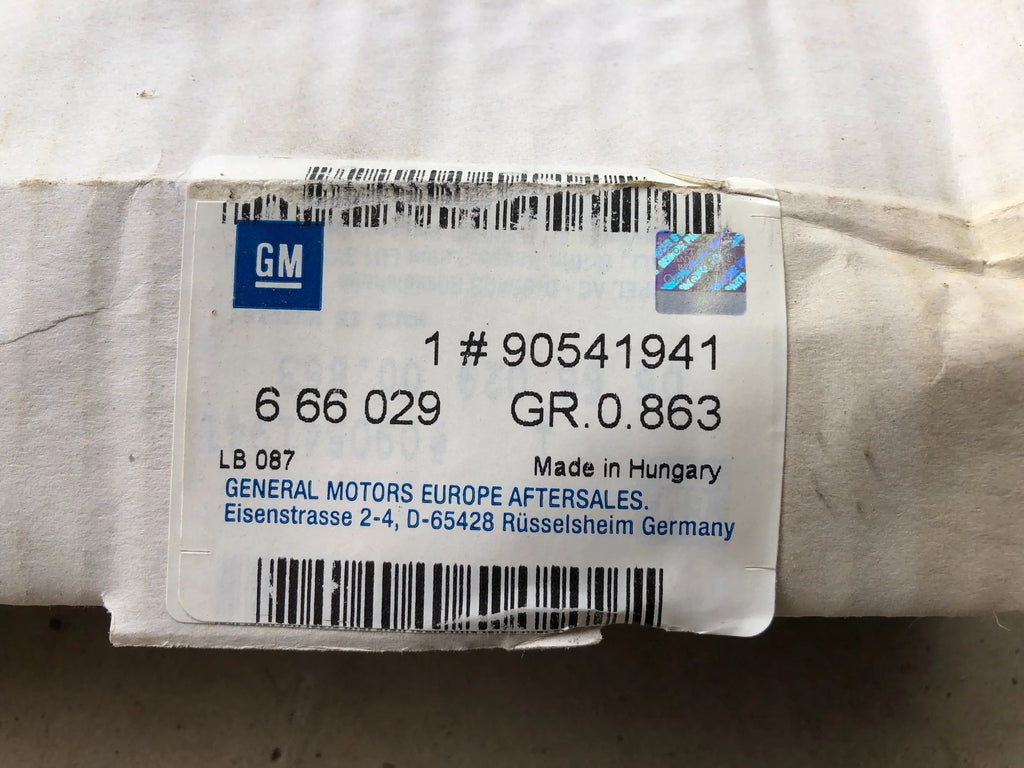 GM
1 # 90541941
6 66 029 GR.0.863
LB 087 Made in Hungary
GENERAL MOTORS EUROPE AFTERSALES.
Eisenstrasse 2-4, D-65428 Rüsselsheim Germany